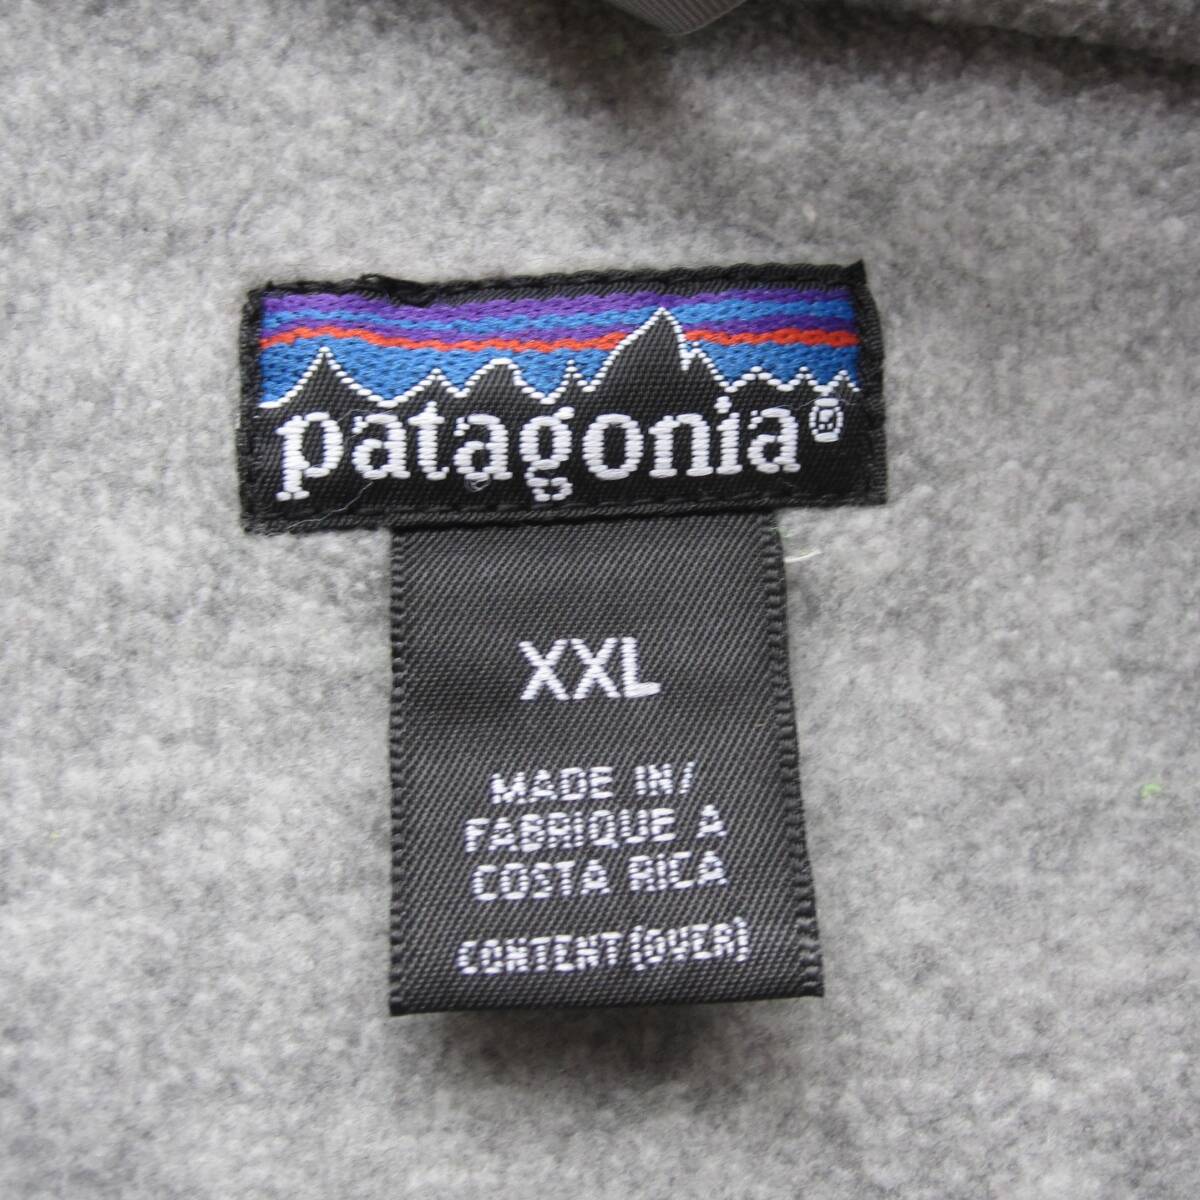 patagonia®
XXL
MADE IN/
FABRIQUE A
COSTA RICA
CONTENT (OVER)